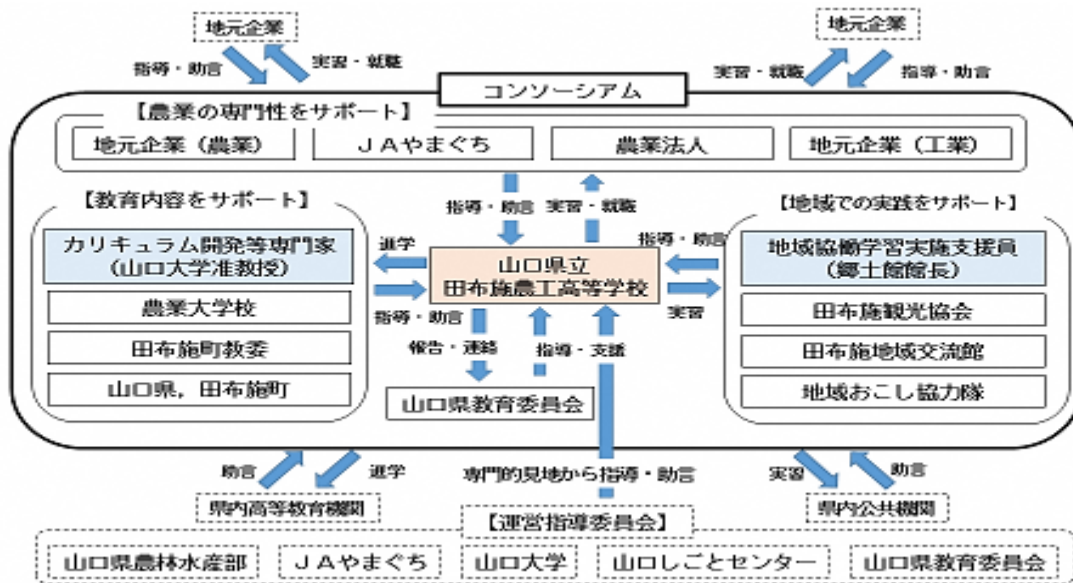 地元企業
地元企業
指導・助言
実習・就職
実習・就職
指導・助言
コンソーシアム
【農業の専門性をサポート】
地元企業（農業）
ＪＡやまぐち
農業法人
地元企業（工業）
【教育内容をサポート】
指導・助言
実習・就職
【地域での実践をサポート】
カリキュラム開発等専門家
（山口大学准教授）
進学
山口県立
田布施農工高等学校
指導・助言
地域協働学習実施支援員
（郷土館館長）
農業大学校
指導・助言
実習
田布施観光協会
田布施町教委
報告・連絡
指導・支援
田布施地域交流館
山口県，田布施町
山口県教育委員会
地域おこし協力隊
助言
進学
専門的見地から指導・助言
実習
助言
県内高等教育機関
県内公共機関
【運営指導委員会】
山口県農林水産部
ＪＡやまぐち
山口大学
山口しごとセンター
山口県教育委員会